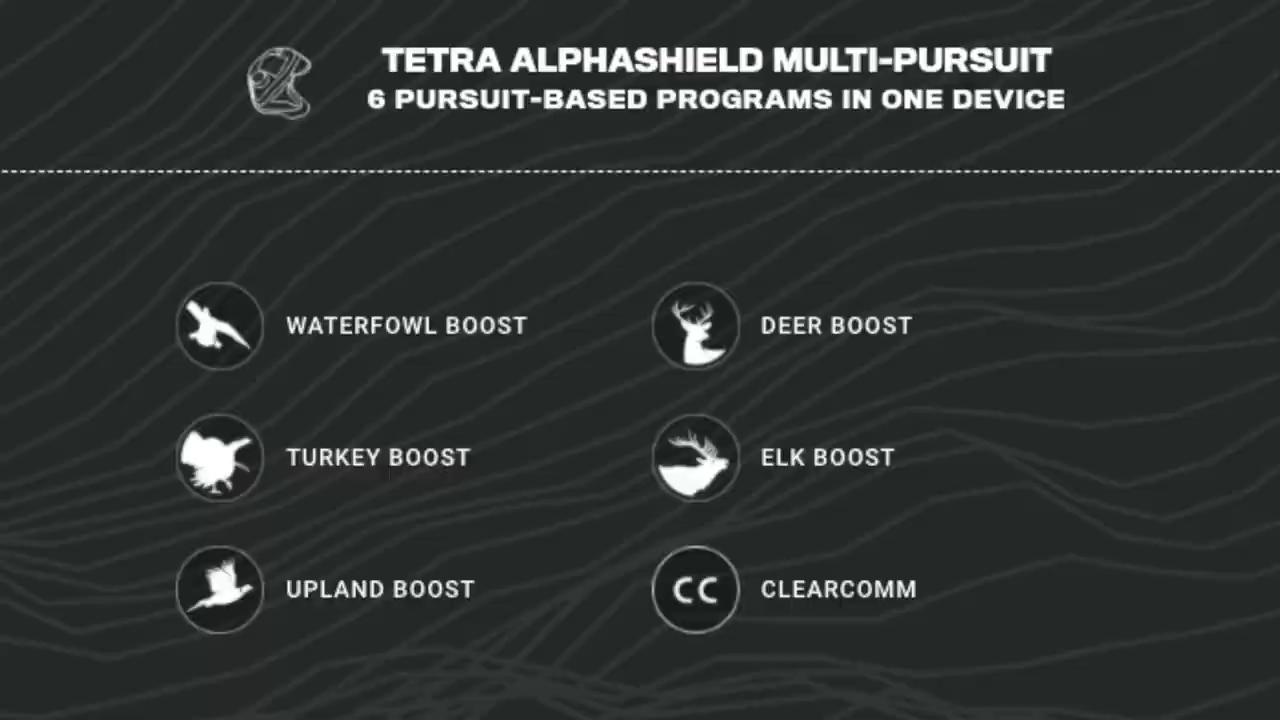 TETRA ALPHASHIELD MULTI-PURSUIT
6 PURSUIT-BASED PROGRAMS IN ONE DEVICE
WATERFOWL BOOST
DEER BOOST
TURKEY BOOST
ELK BOOST
UPLAND BOOST
CC CLEARCOMM